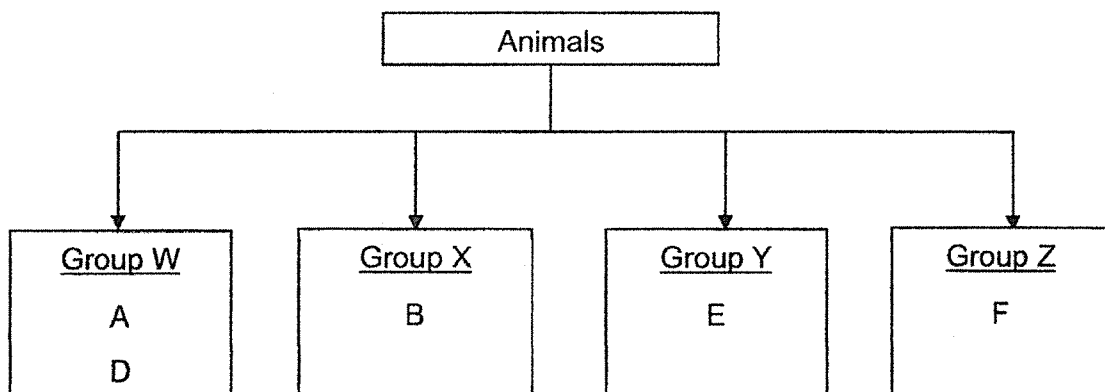 Animals
Group W
A
D
Group X
B
Group Y
E
Group Z
F